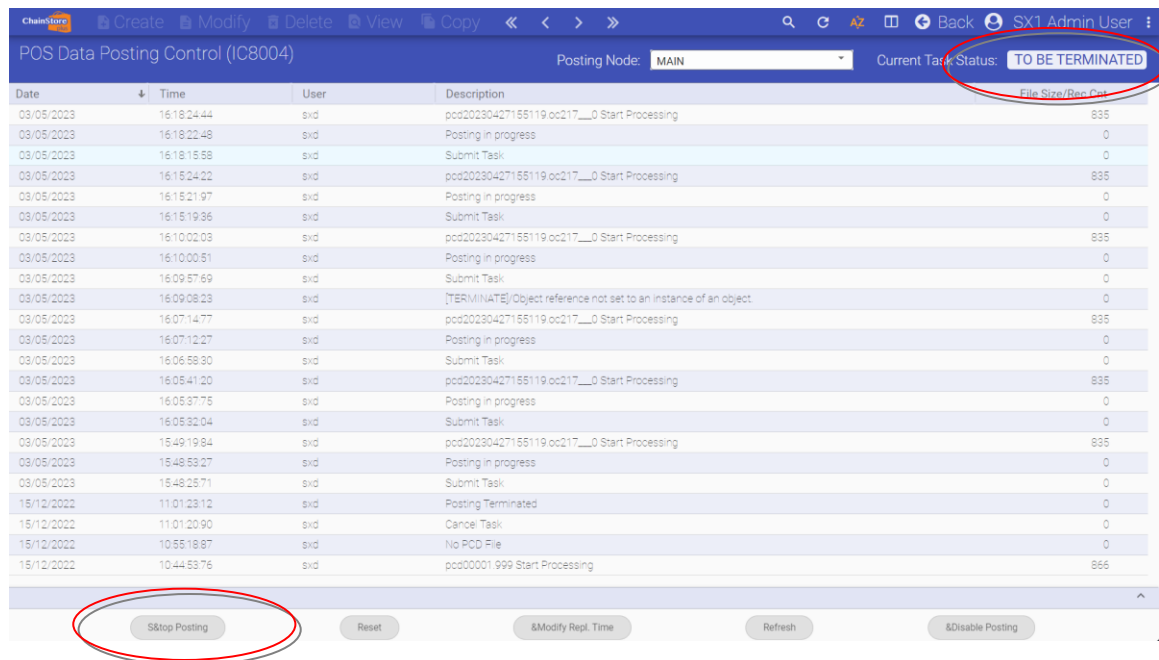 ChainStore Create Modify Delete View Copy Back SX1 Admin User
POS Data Posting Control (IC8004) Posting Node: MAIN Current Task Status: TO BE TERMINATED
Date Time User Description File Size/Rec Cnt
03/05/2023 16:18:24:44 sxd pcd20230427155119.oc217__0 Start Processing 835
03/05/2023 16:18:22:48 sxd Posting in progress 0
03/05/2023 16:18:15:58 sxd Submit Task 0
03/05/2023 16:15:24:22 sxd pcd20230427155119.oc217__0 Start Processing 835
03/05/2023 16:15:21:97 sxd Posting in progress 0
03/05/2023 16:15:19:36 sxd Submit Task 0
03/05/2023 16:10:02:03 sxd pcd20230427155119.oc217__0 Start Processing 835
03/05/2023 16:10:00:51 sxd Posting in progress 0
03/05/2023 16:09:57:69 sxd Submit Task 0
03/05/2023 16:09:08:23 sxd [TERMINATE]/Object reference not set to an instance of an object. 0
03/05/2023 16:07:14:77 sxd pcd20230427155119.oc217__0 Start Processing 835
03/05/2023 16:07:12:27 sxd Posting in progress 0
03/05/2023 16:06:58:30 sxd Submit Task 0
03/05/2023 16:05:41:20 sxd pcd20230427155119.oc217__0 Start Processing 835
03/05/2023 16:05:37:75 sxd Posting in progress 0
03/05/2023 16:05:32:04 sxd Submit Task 0
03/05/2023 15:49:19:84 sxd pcd20230427155119.oc217__0 Start Processing 835
03/05/2023 15:48:53:27 sxd Posting in progress 0
03/05/2023 15:48:25:71 sxd Submit Task 0
15/12/2022 11:01:23:12 sxd Posting Terminated 0
15/12/2022 11:01:20:90 sxd Cancel Task 0
15/12/2022 10:55:18:87 sxd No PCD File 0
15/12/2022 10:44:53:76 sxd pcd00001.999 Start Processing 866
S&top Posting Reset &Modify Repl. Time Refresh &Disable Posting